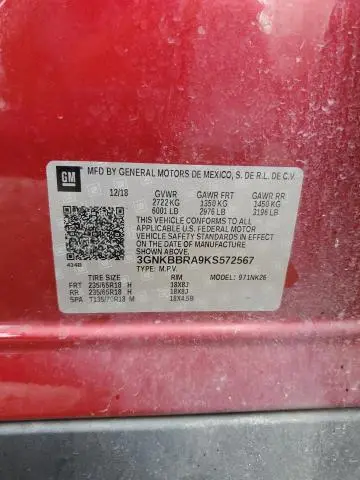 GM
MFD BY GENERAL MOTORS DE MEXICO, S. DE R.L. DE C.V.
12/18 GVWR GAWR FRT GAWR RR
2722 KG 1350 KG 1450 KG
6001 LB 2976 LB 3196 LB
THIS VEHICLE CONFORMS TO ALL
APPLICABLE U.S. FEDERAL MOTOR
VEHICLE SAFETY STANDARDS IN
EFFECT ON THE DATE OF
MANUFACTURE SHOWN ABOVE.
3GNKBBRA9KS572567
TYPE: M.P.V.
MODEL: 971NK26
TIRE SIZE RIM
FRT 235/65R18 H 18X8J
RR 235/65R18 H 18X8J
SPA T135/70R18 M 18X4.5B